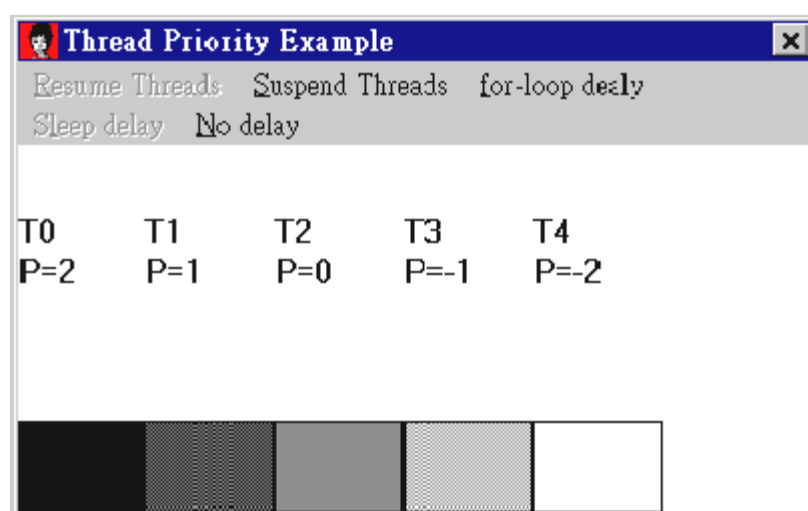 Thread Priority Example
Resume Threads Suspend Threads for-loop dealy
Sleep delay No delay
T0 T1 T2 T3 T4
P=2 P=1 P=0 P=-1 P=-2